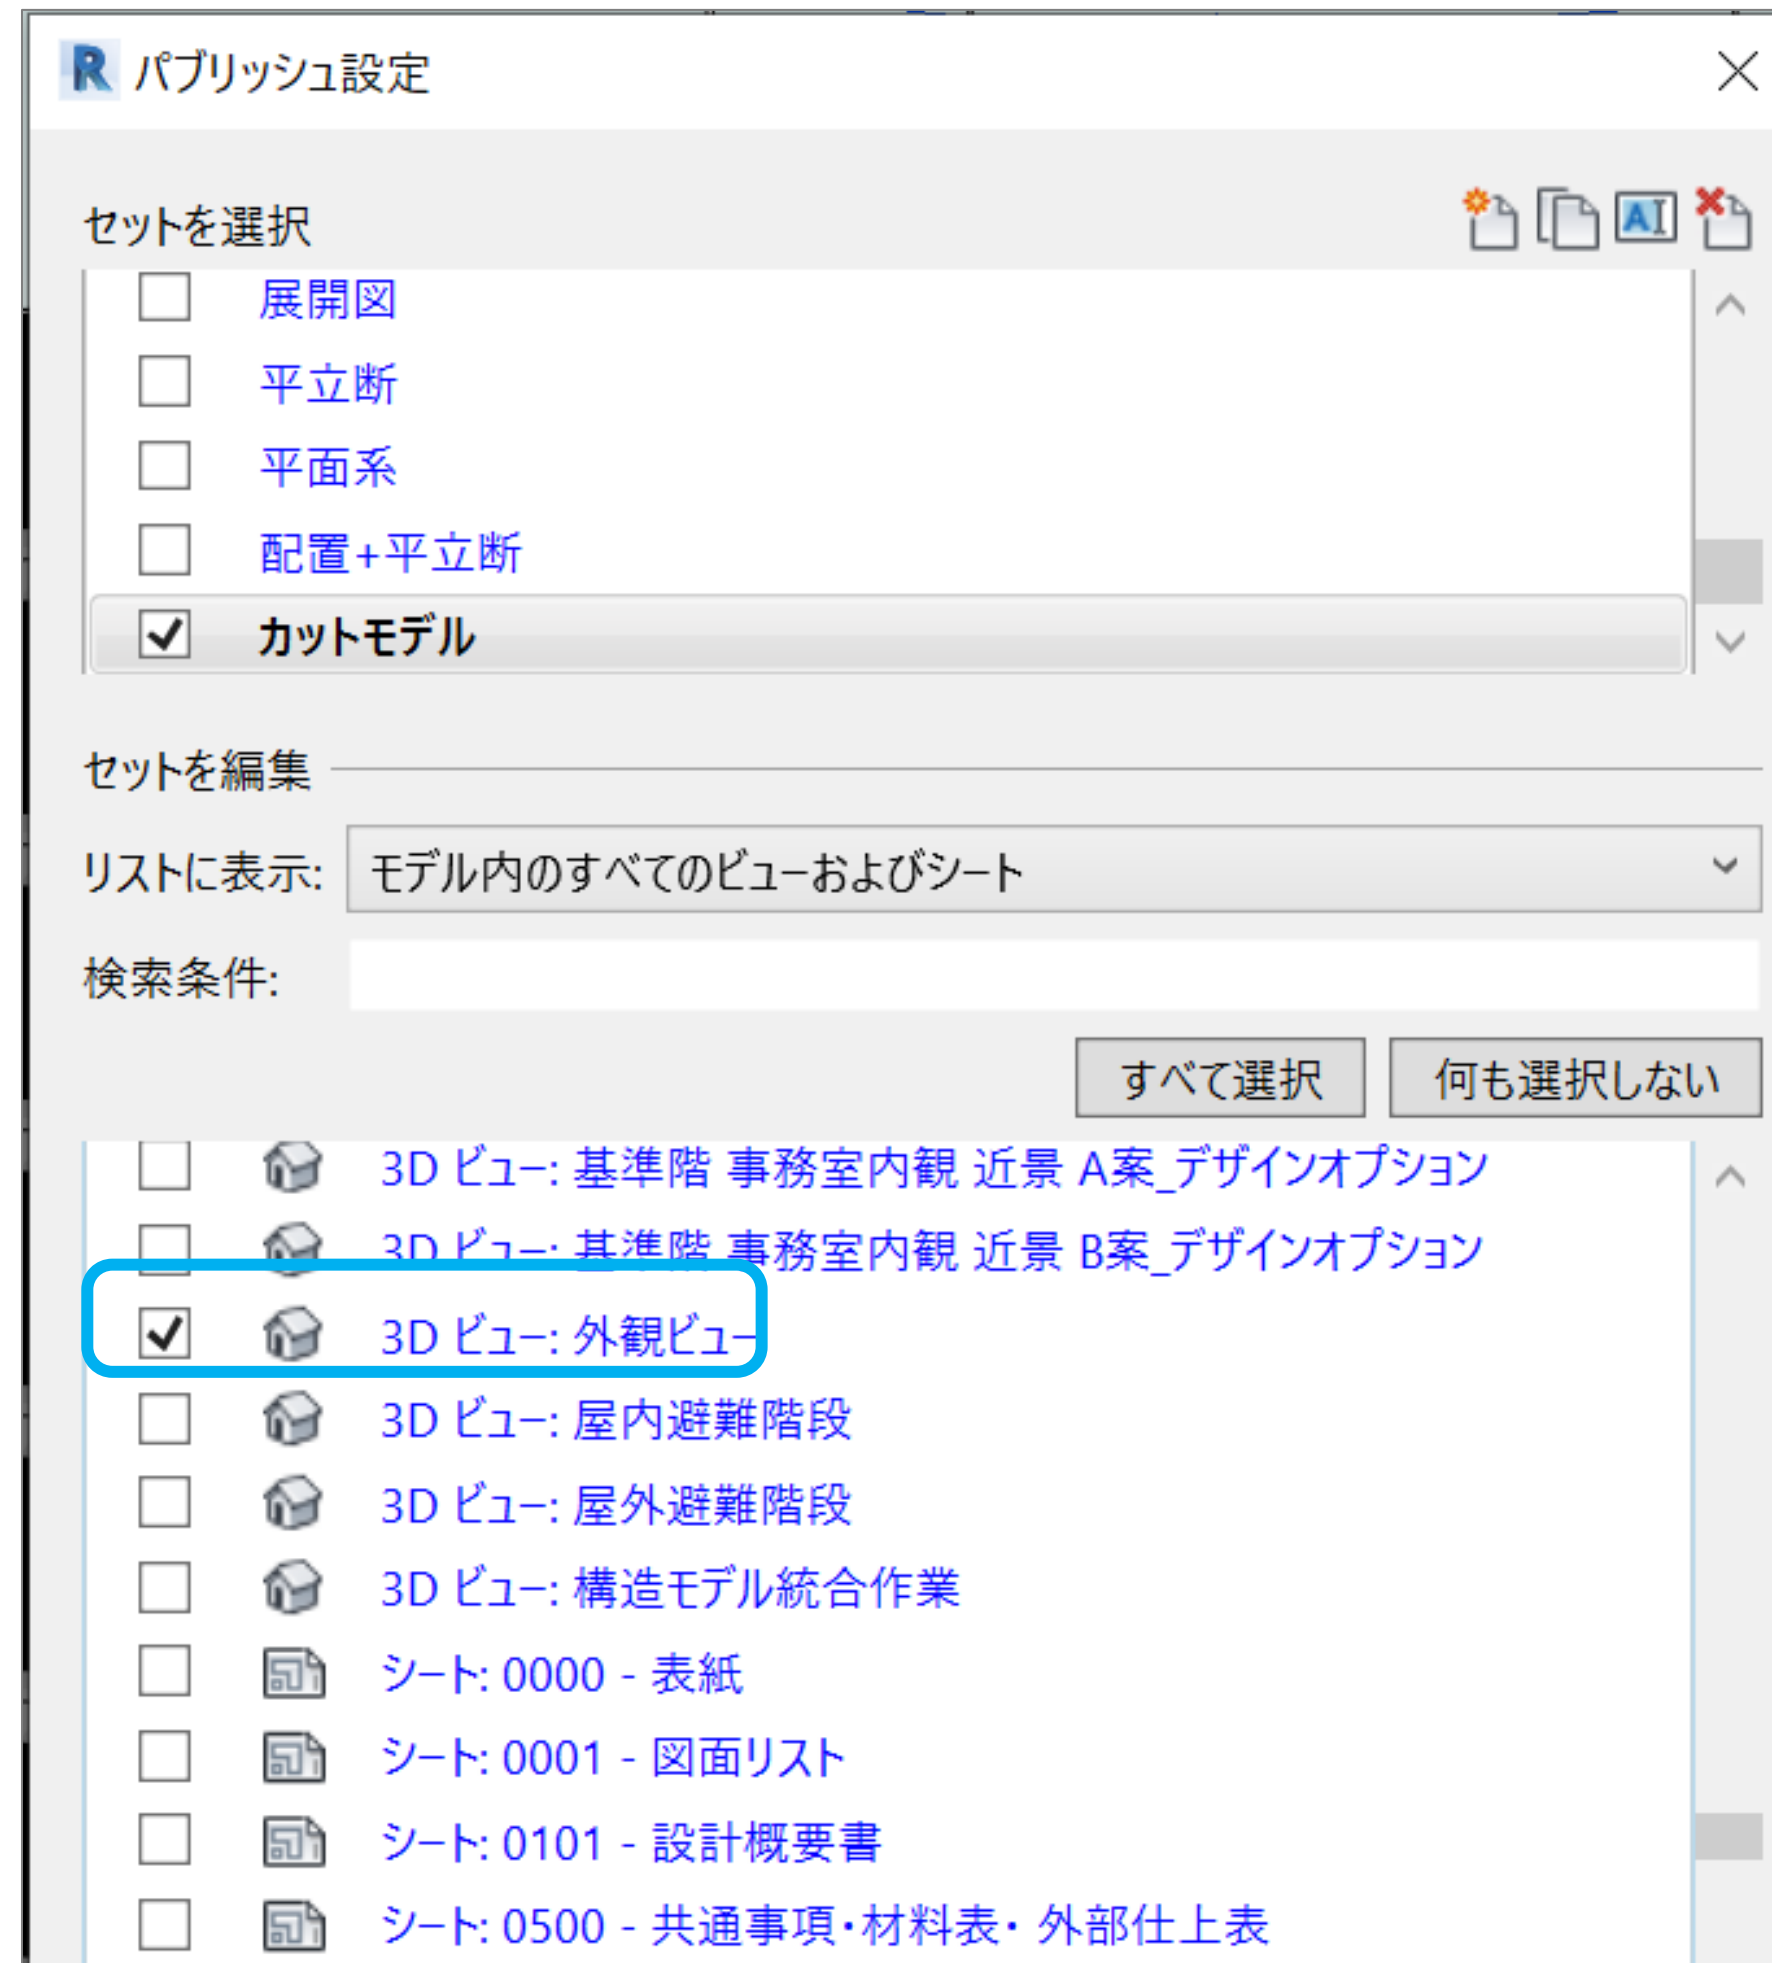 パブリッシュ設定
セットを選択
展開図
平立断
平面系
配置+平立断
カットモデル
セットを編集
リストに表示: モデル内のすべてのビューおよびシート
検索条件:
すべて選択 何も選択しない
3D ビュー: 基準階 事務室内観 近景 A案_デザインオプション
3D ビュー: 基準階 事務室内観 近景 B案_デザインオプション
3D ビュー: 外観ビュー
3D ビュー: 屋内避難階段
3D ビュー: 屋外避難階段
3D ビュー: 構造モデル統合作業
シート: 0000 - 表紙
シート: 0001 - 図面リスト
シート: 0101 - 設計概要書
シート: 0500 - 共通事項・材料表・ 外部仕上表